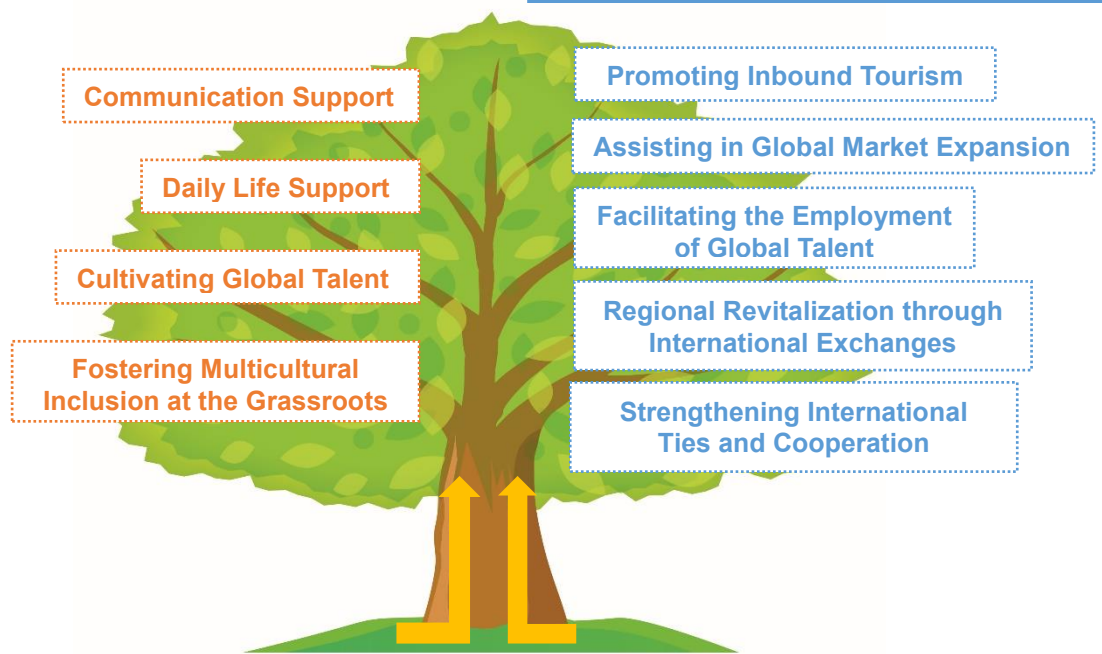 Communication Support
Daily Life Support
Cultivating Global Talent
Fostering Multicultural
Inclusion at the Grassroots
Promoting Inbound Tourism
Assisting in Global Market Expansion
Facilitating the Employment
of Global Talent
Regional Revitalization through
International Exchanges
Strengthening International
Ties and Cooperation